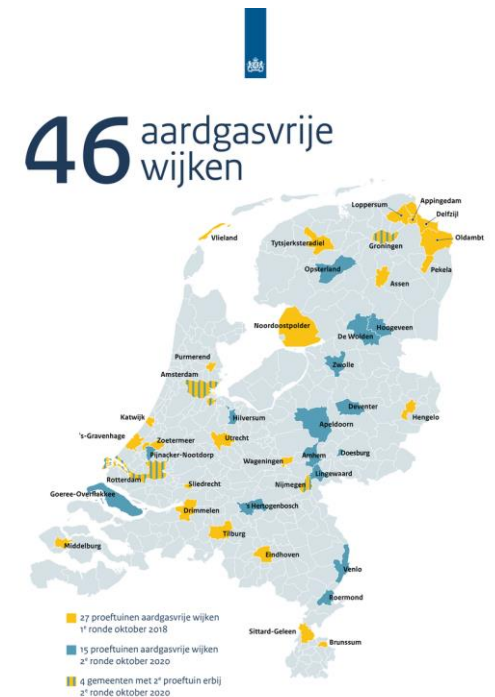 46 aardgasvrije
wijken
Loppersum
Appingedam
Delfzijl
Vlieland
Tytsjerksteradiel
Groningen
Oldambt
Opsterland
Pekela
Assen
Noordoostpolder
Hoogeveen
De Wolden
Purmerend
Zwolle
Amsterdam
Katwijk
Hilversum
Deventer
Hengelo
's-Gravenhage
Zoetermeer
Utrecht
Apeldoorn
Pijnacker-Nootdorp
Wageningen
Arnhem
Doesburg
Rotterdam
Sliedrecht
Nijmegen
Lingewaard
Goeree-Overflakkee
Drimmelen
's Hertogenbosch
Tilburg
Middelburg
Eindhoven
Venlo
Roermond
Sittard-Geleen
Brunssum
27 proeftuinen aardgasvrije wijken
1e ronde oktober 2018
15 proeftuinen aardgasvrije wijken
2e ronde oktober 2020
4 gemeenten met 2e proeftuin erbij
2e ronde oktober 2020